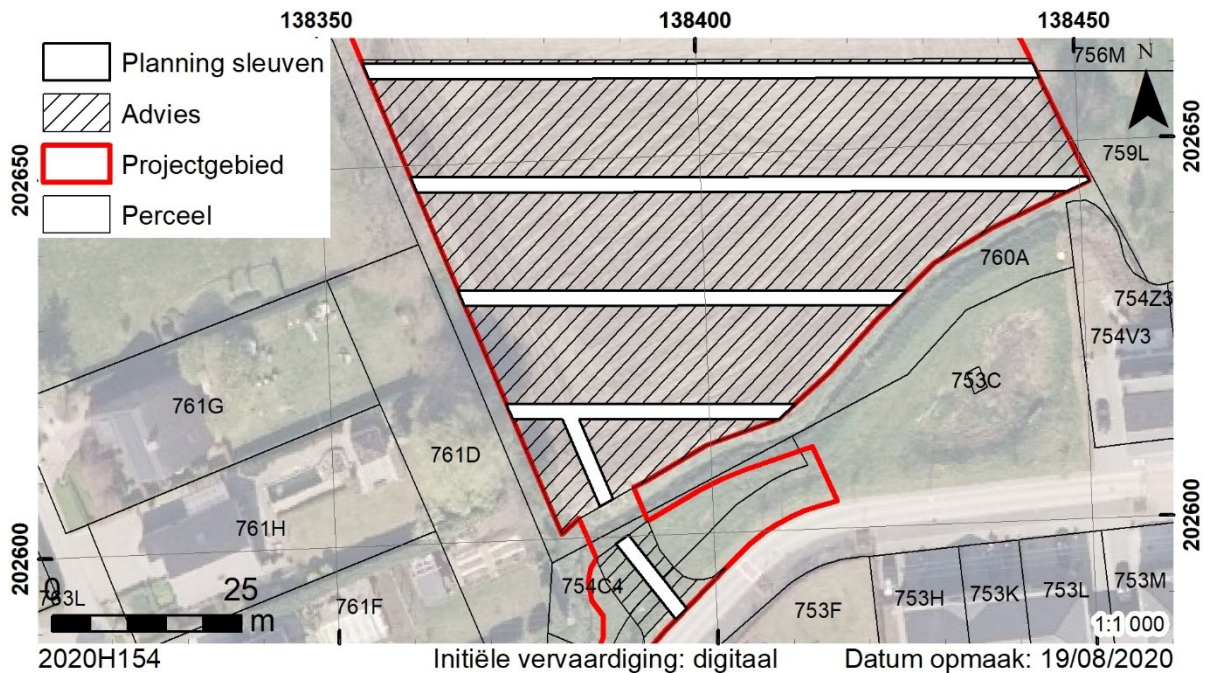 138350 138400 138450
Planning sleuven
Advies
Projectgebied
Perceel
756M
N
202650
202650
759L
760A
754Z3
754V3
753C
761G
761D
761H
202600
202600
754C4
761F
753L
753F
753H
753K
753L
753M
0 25
m
1:1 000
2020H154 Initiële vervaardiging: digitaal Datum opmaak: 19/08/2020